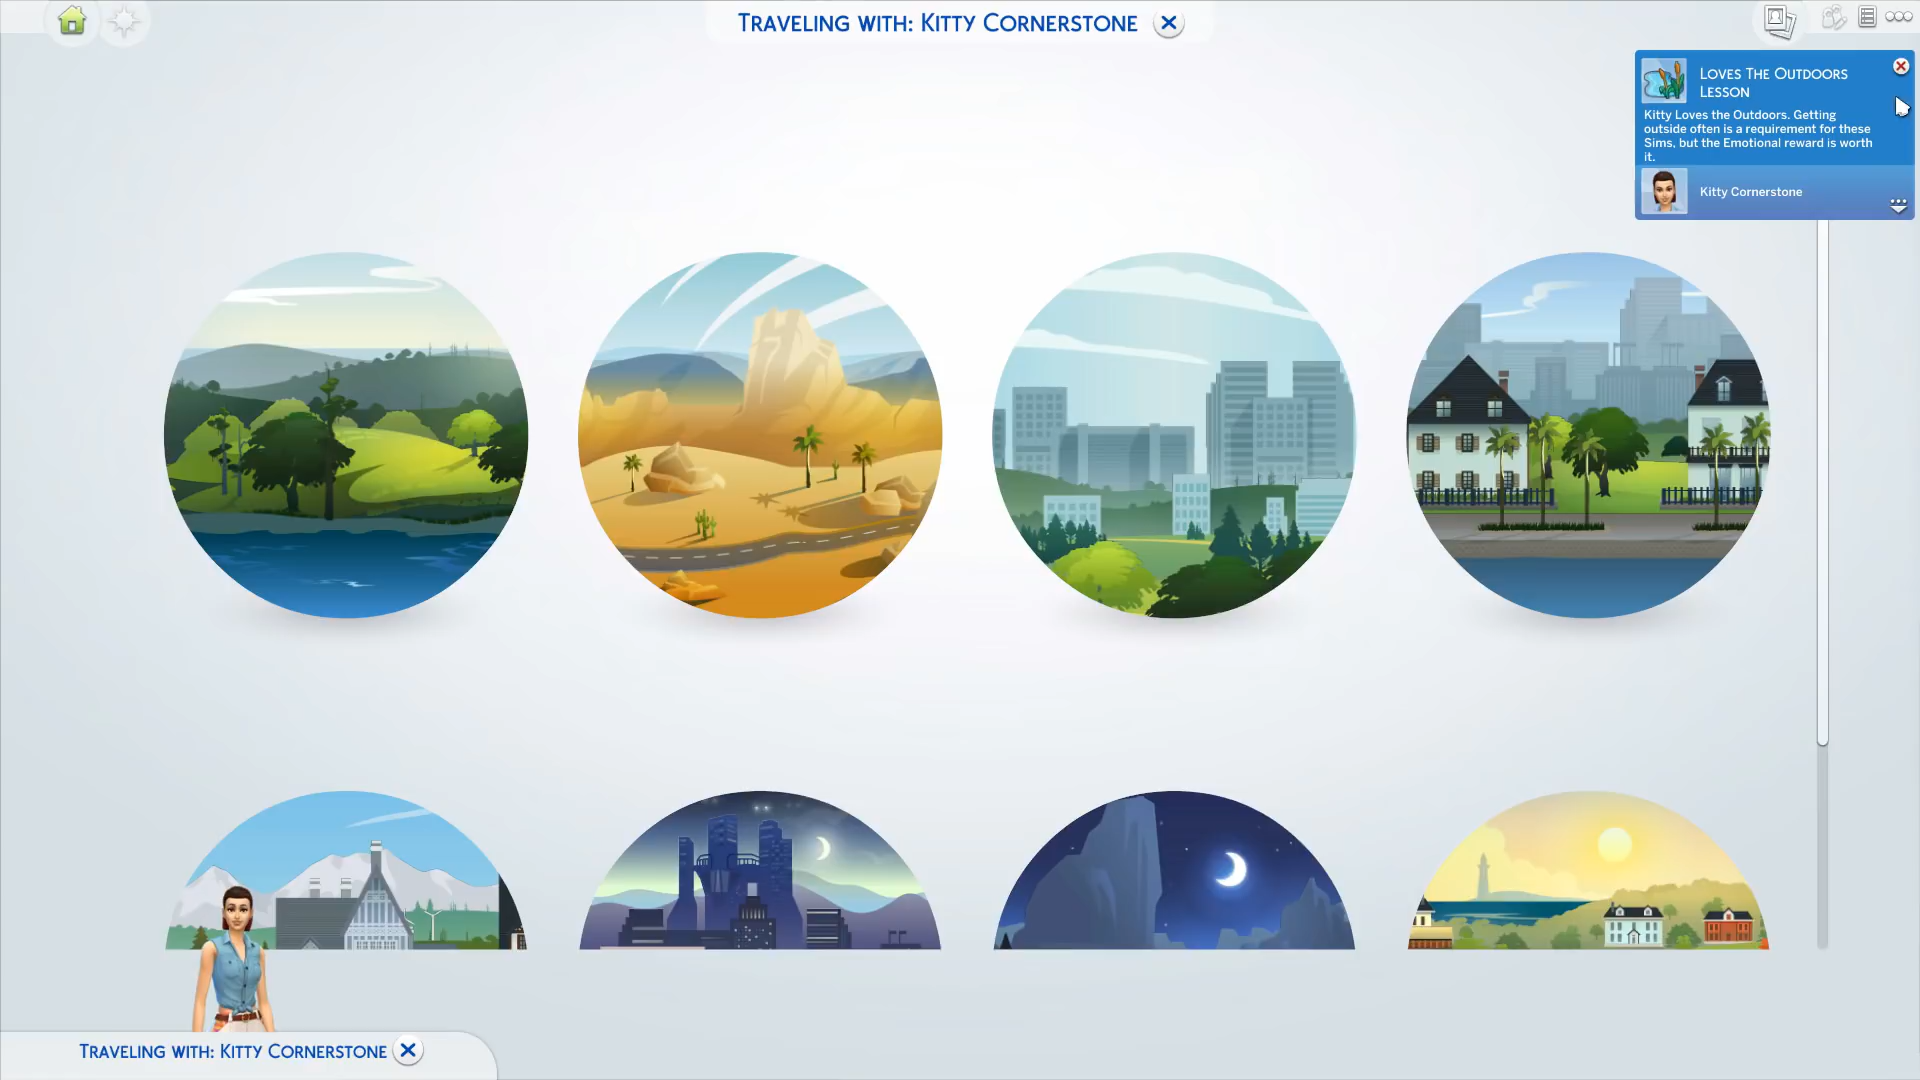 Traveling with: Kitty Cornerstone
Loves The Outdoors
Lesson
Kitty Loves the Outdoors. Getting
outside often is a requirement for these
Sims, but the Emotional reward is worth
it.
Kitty Cornerstone
Traveling with: Kitty Cornerstone